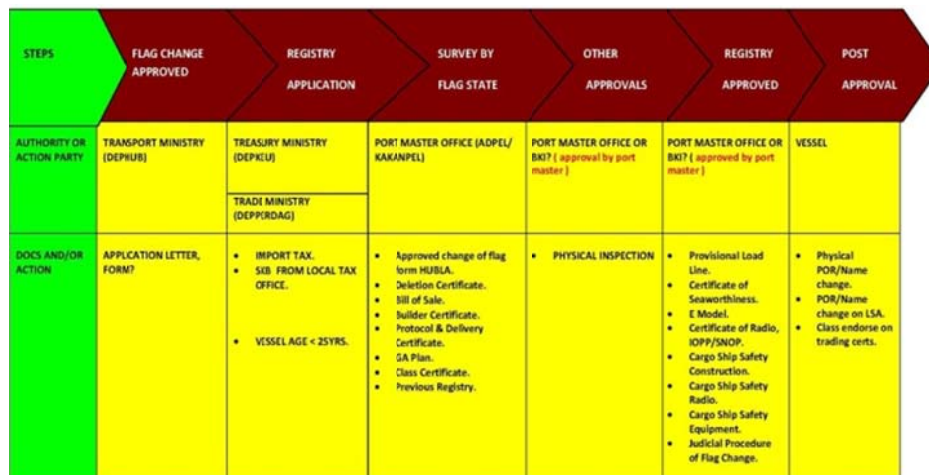 STEPS
FLAG CHANGE
APPROVED
REGISTRY
APPLICATION
SURVEY BY
FLAG STATE
OTHER
APPROVALS
REGISTRY
APPROVED
POST
APPROVAL
AUTHORITY OR
ACTION PARTY
TRANSPORT MINISTRY
(DEPHUB)
TREASURY MINISTRY
(DEPKEU)
TRADE MINISTRY
(DEPPERDAG)
PORT MASTER OFFICE (ADPEL/
KAKANPEL)
PORT MASTER OFFICE OR
BKI? ( approval by port
master )
PORT MASTER OFFICE OR
BKI? ( approved by port
master )
VESSEL
DOCS AND/OR
ACTION
APPLICATION LETTER,
FORM?
• IMPORT TAX.
• SKB FROM LOCAL TAX
OFFICE.
• VESSEL AGE < 25YRS.
• Approved change of flag
form HUBLA.
• Deletion Certificate.
• Bill of Sale.
• Builder Certificate.
• Protocol & Delivery
Certificate.
• GA Plan.
• Class Certificate.
• Previous Registry.
• PHYSICAL INSPECTION
• Provisional Load
Line.
• Certificate of
Seaworthiness.
• E Model.
• Certificate of Radio,
IOPP/SNOP.
• Cargo Ship Safety
Construction.
• Cargo Ship Safety
Radio.
• Cargo Ship Safety
Equipment.
• Judicial Procedure
of Flag Change.
• Physical
POR/Name
change.
• POR/Name
change on LSA.
• Class endorse on
trading certs.